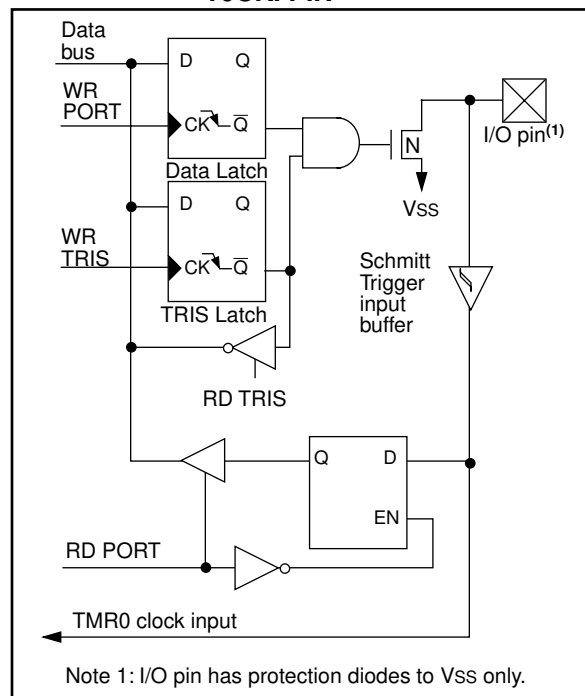 Data
bus
D
Q
WR
PORT
CK
Q
Data Latch
N
I/O pin(1)
VSS
D
Q
WR
TRIS
CK
Q
TRIS Latch
Schmitt
Trigger
input
buffer
RD TRIS
Q
D
EN
RD PORT
TMR0 clock input
Note 1: I/O pin has protection diodes to VSS only.